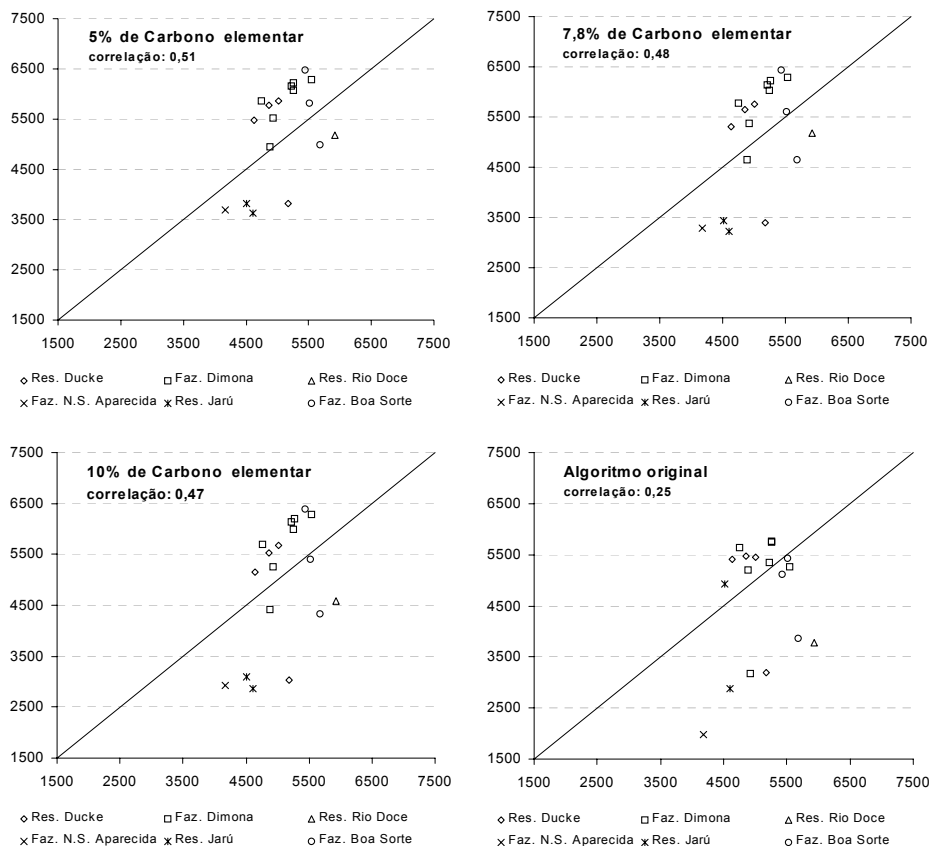 5% de Carbono elementar
correlação: 0,51
7500
6500
5500
4500
3500
2500
1500
1500 2500 3500 4500 5500 6500 7500
Res. Ducke Faz. Dimona Res. Rio Doce
Faz. N.S. Aparecida Res. Jarú Faz. Boa Sorte
7,8% de Carbono elementar
correlação: 0,48
7500
6500
5500
4500
3500
2500
1500
1500 2500 3500 4500 5500 6500 7500
Res. Ducke Faz. Dimona Res. Rio Doce
Faz. N.S. Aparecida Res. Jarú Faz. Boa Sorte
10% de Carbono elementar
correlação: 0,47
7500
6500
5500
4500
3500
2500
1500
1500 2500 3500 4500 5500 6500 7500
Res. Ducke Faz. Dimona Res. Rio Doce
Faz. N.S. Aparecida Res. Jarú Faz. Boa Sorte
Algoritmo original
correlação: 0,25
7500
6500
5500
4500
3500
2500
1500
1500 2500 3500 4500 5500 6500 7500
Res. Ducke Faz. Dimona Res. Rio Doce
Faz. N.S. Aparecida Res. Jarú Faz. Boa Sorte